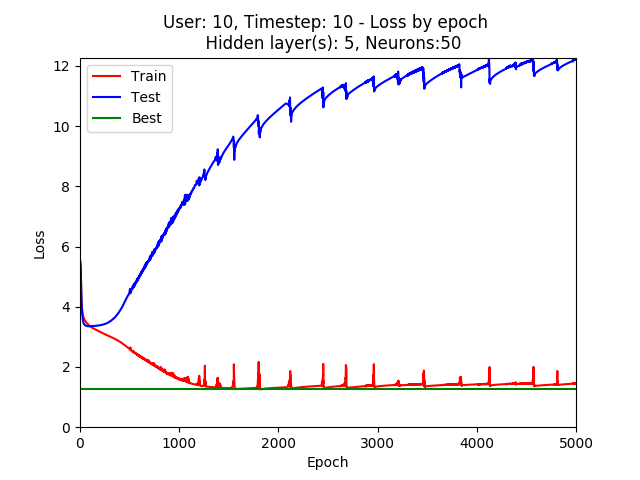 User: 10, Timestep: 10 - Loss by epoch
Hidden layer(s): 5, Neurons:50
Train
Test
Best
Loss
12
10
8
6
4
2
0
0
1000
2000
3000
4000
5000
Epoch